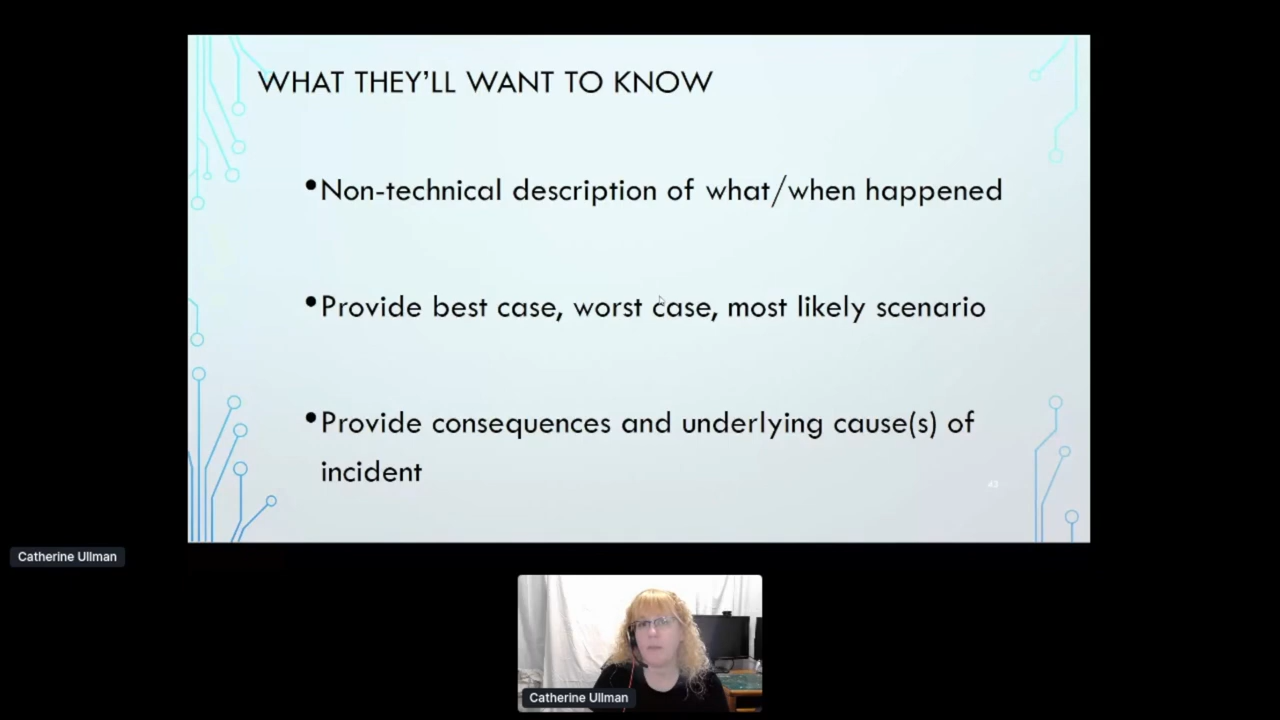 WHAT THEY'LL WANT TO KNOW
•Non-technical description of what/when happened
•Provide best case, worst case, most likely scenario
•Provide consequences and underlying cause(s) of
incident
43
Catherine Ullman
Catherine Ullman